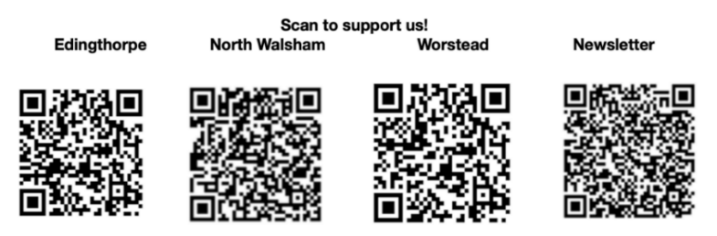 Scan to support us!
Edingthorpe North Walsham Worstead Newsletter